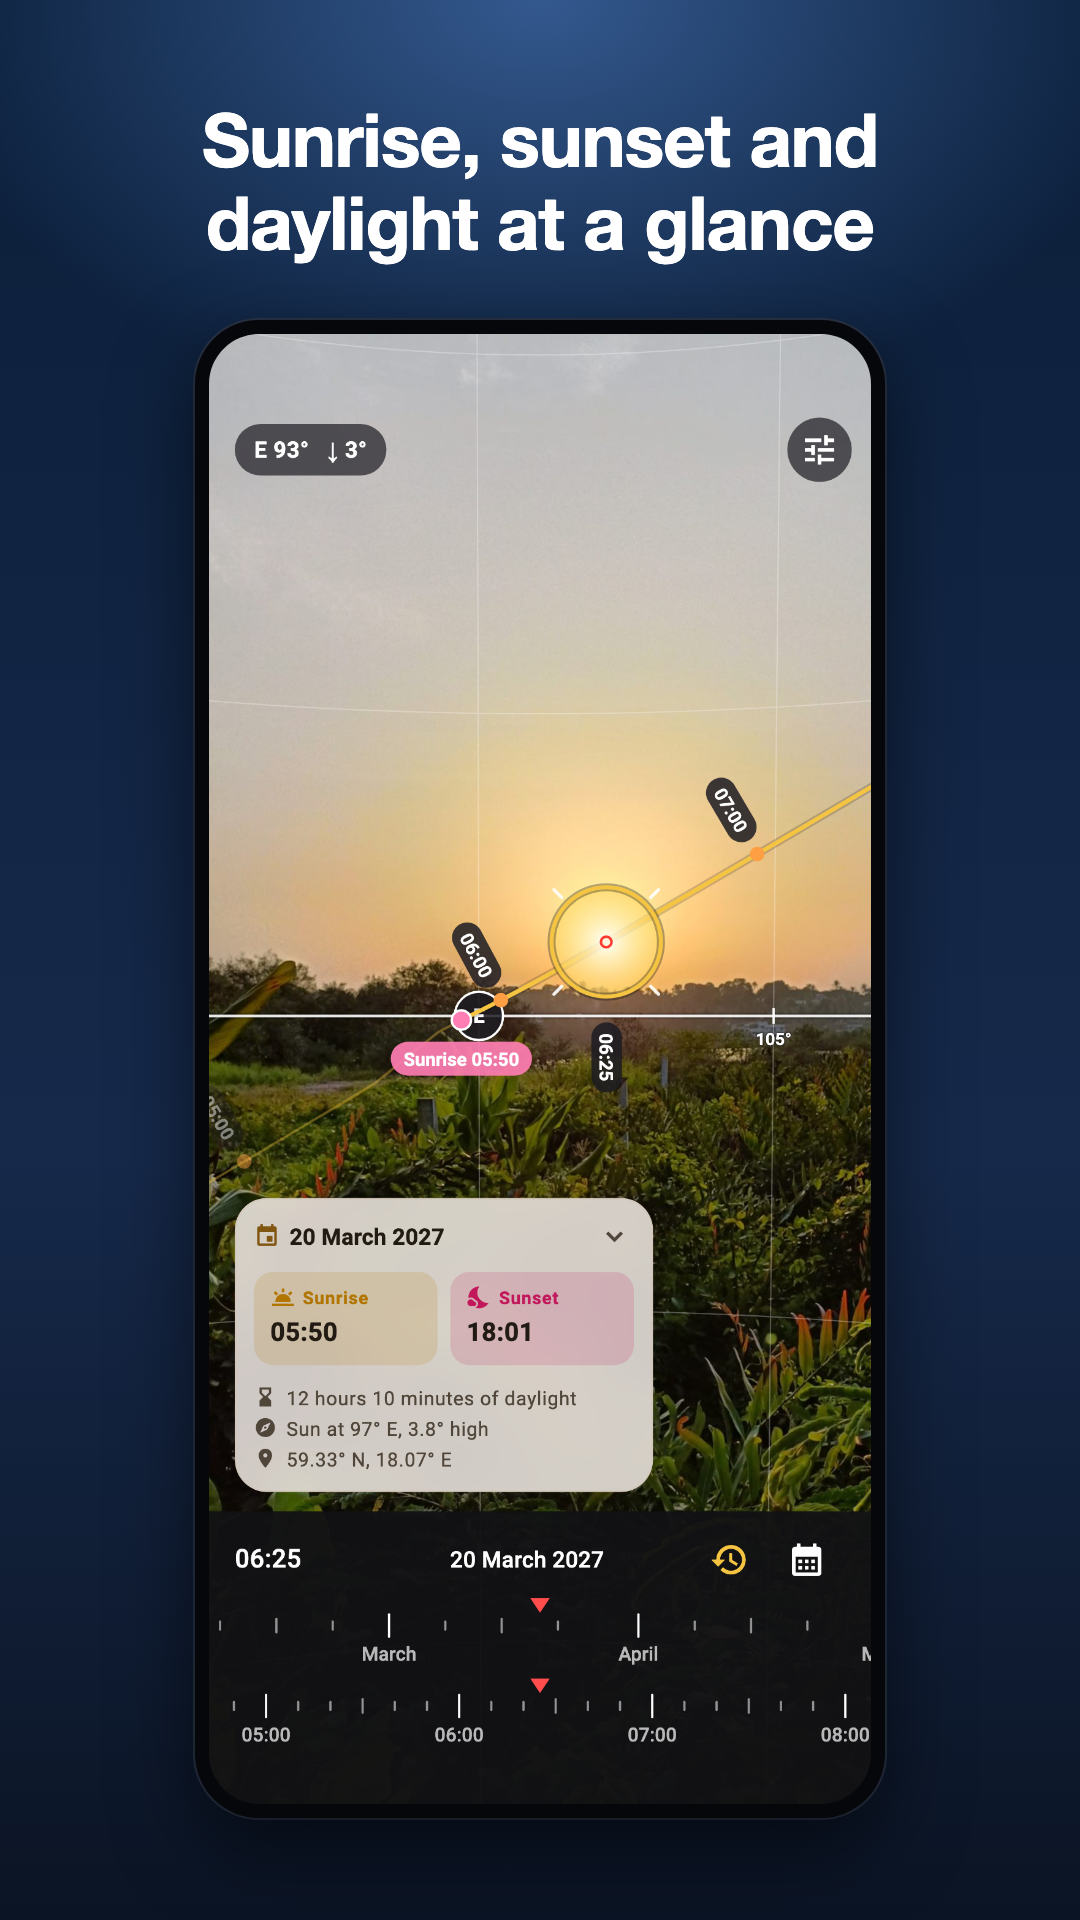 Sunrise, sunset and
daylight at a glance
E 93° ↓ 3°
07:00
06:00
E
105°
Sunrise 05:50
06:25
05:00
20 March 2027
Sunrise
05:50
Sunset
18:01
12 hours 10 minutes of daylight
Sun at 97° E, 3.8° high
59.33° N, 18.07° E
06:25
20 March 2027
March
April
M
05:00
06:00
07:00
08:00